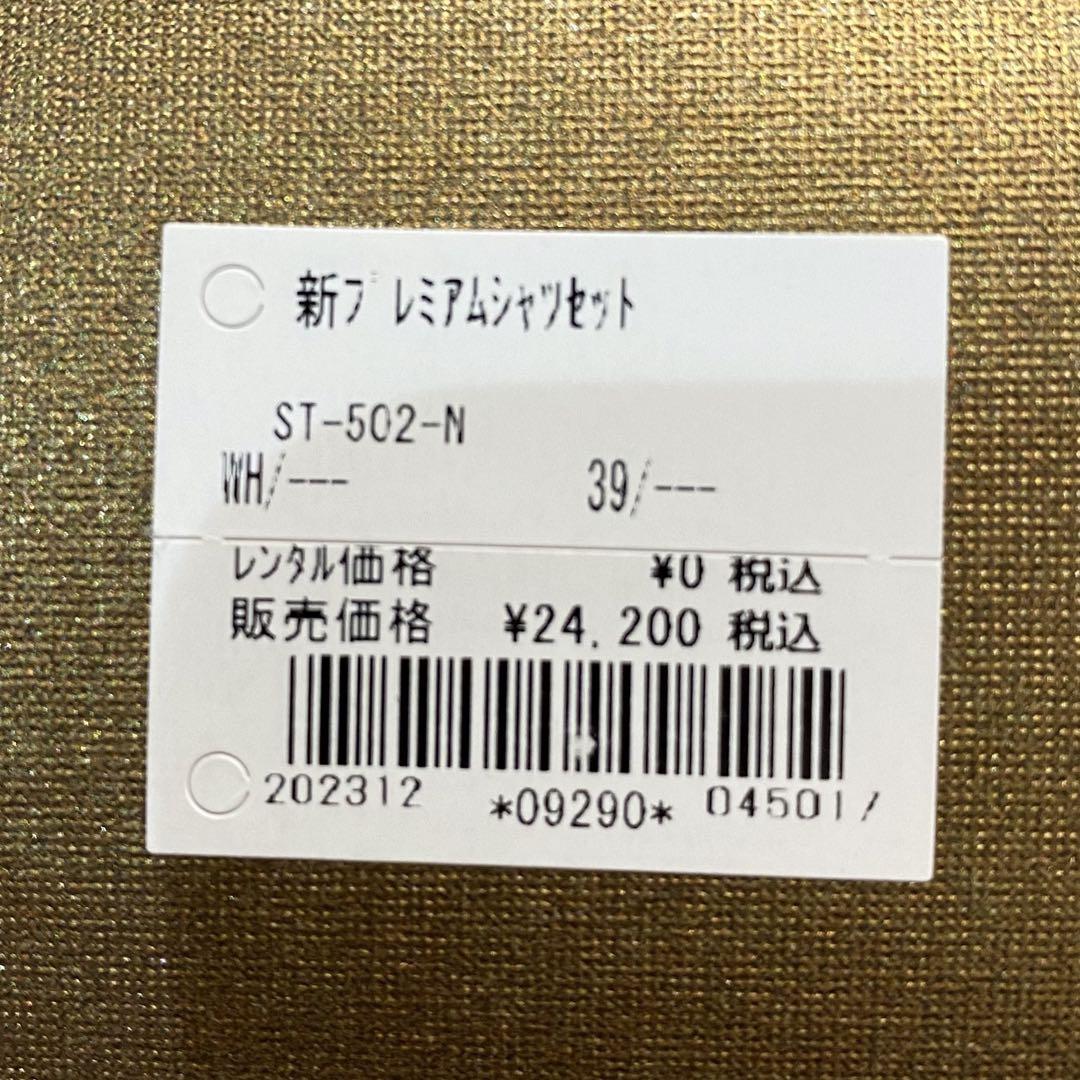 新プレミアムシャツセット
ST-502-N
WH/---　39/---
レンタル価格　¥0 税込
販売価格　¥24,200 税込
202312　*09290*　045017